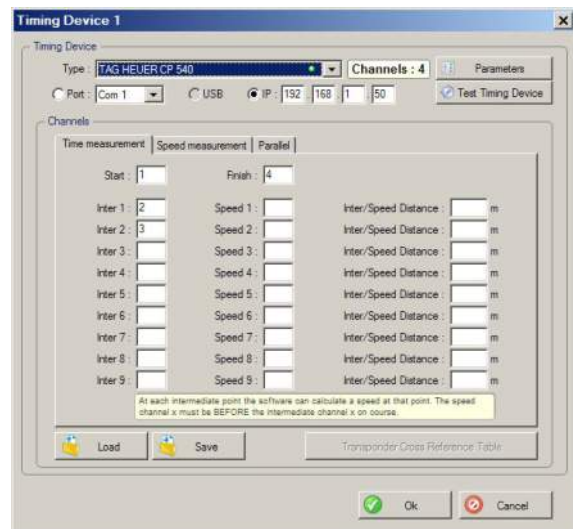 Timing Device 1
Timing Device
Type : TAG HEUER CP 540 Channels : 4 Parameters
Port : Com 1 USB IP : 192 . 168 . 1 . 50 Test Timing Device
Channels
Time measurement Speed measurement Parallel
Start : 1 Finish : 4
Inter 1 : 2 Speed 1 : Inter/Speed Distance : m
Inter 2 : 3 Speed 2 : Inter/Speed Distance : m
Inter 3 : Speed 3 : Inter/Speed Distance : m
Inter 4 : Speed 4 : Inter/Speed Distance : m
Inter 5 : Speed 5 : Inter/Speed Distance : m
Inter 6 : Speed 6 : Inter/Speed Distance : m
Inter 7 : Speed 7 : Inter/Speed Distance : m
Inter 8 : Speed 8 : Inter/Speed Distance : m
Inter 9 : Speed 9 : Inter/Speed Distance : m
At each intermediate point the software can calculate a speed at that point. The speed
channel x must be BEFORE the intermediate channel x on course.
Load Save Transponder Cross Reference Table
Ok Cancel